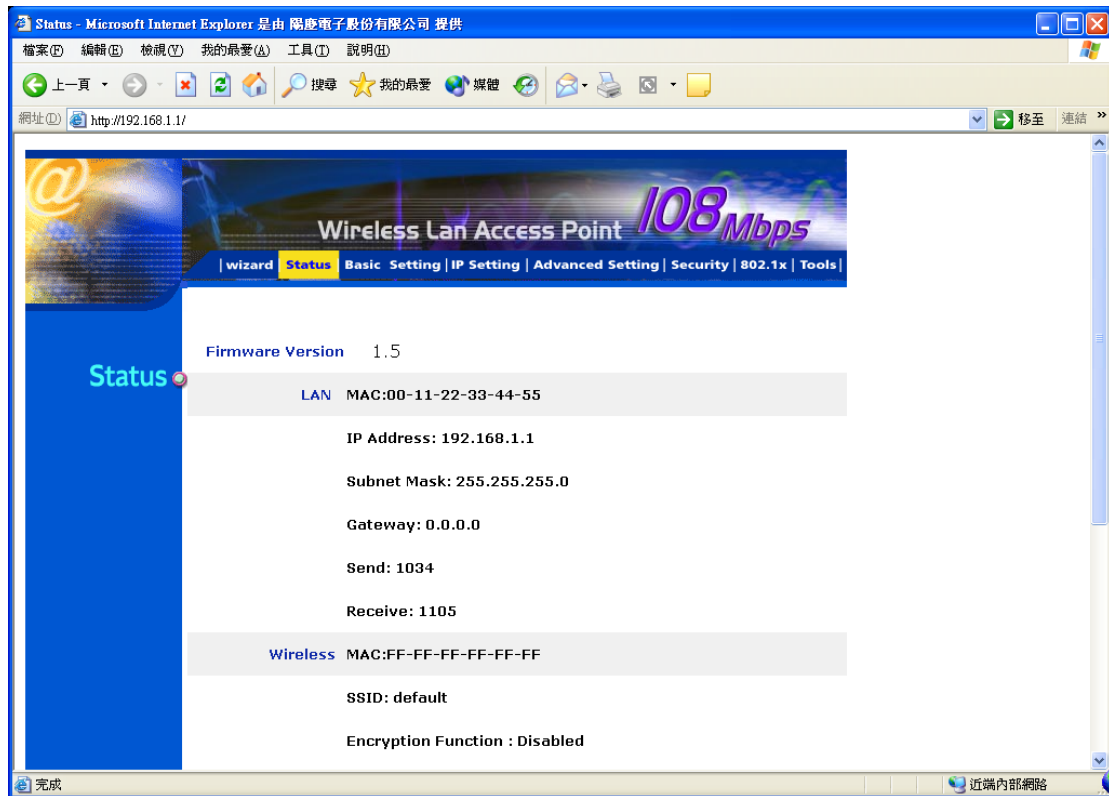 Status - Microsoft Internet Explorer 是由 陽慶電子股份有限公司 提供
檔案(F) 編輯(E) 檢視(V) 我的最愛(A) 工具(T) 說明(H)
上一頁 搜尋 我的最愛 媒體
網址(D) http://192.168.1.1/ 移至 連結 »
@
108Mbps
Wireless Lan Access Point
|wizard Status Basic Setting|IP Setting|Advanced Setting|Security|802.1x|Tools|
Status
Firmware Version 1.5
LAN MAC:00-11-22-33-44-55
IP Address: 192.168.1.1
Subnet Mask: 255.255.255.0
Gateway: 0.0.0.0
Send: 1034
Receive: 1105
Wireless MAC:FF-FF-FF-FF-FF-FF
SSID: default
Encryption Function : Disabled
完成 近端內部網路